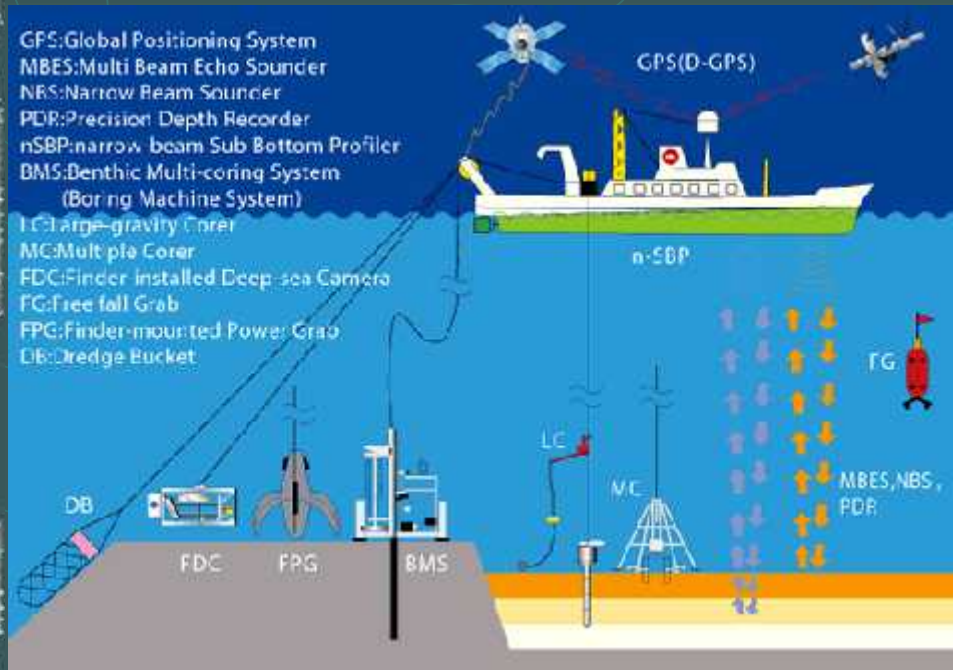 GPS:Global Positioning System
MBES:Multi Beam Echo Sounder
NBS:Narrow Beam Sounder
PDR:Precision Depth Recorder
nSBP:narrow-beam Sub Bottom Profiler
BMS:Benthic Multi-coring System
(Boring Machine System)
LC:Large-gravity Corer
MC:Multiple Corer
FDC:Finder-installed Deep-sea Camera
FG:Free fall Grab
FPG:Finder-mounted Power Grab
DB:Dredge Bucket
GPS(D-GPS)
n-SBP
FG
LC
MC
MBES,NBS,
PDR
DB
FDC
FPG
BMS